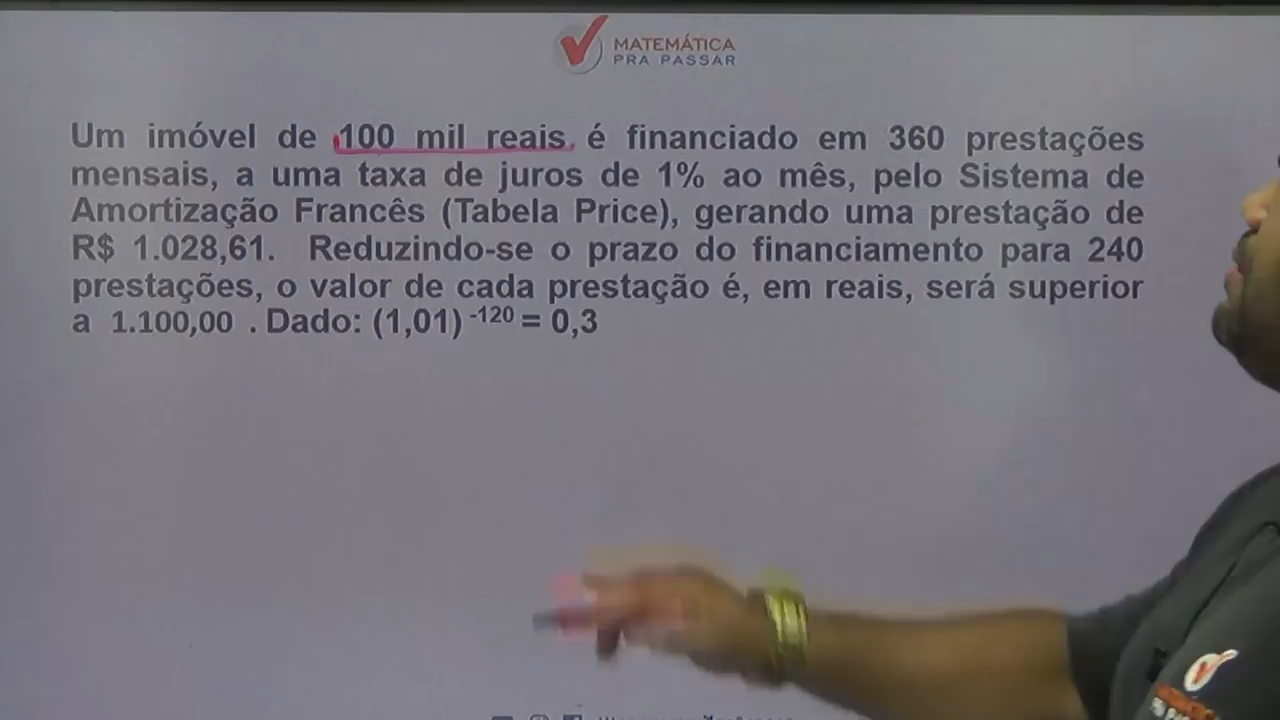 MATEMÁTICA
PRA PASSAR
Um imóvel de 100 mil reais é financiado em 360 prestações
mensais, a uma taxa de juros de 1% ao mês, pelo Sistema de
Amortização Francês (Tabela Price), gerando uma prestação de
R$ 1.028,61. Reduzindo-se o prazo do financiamento para 240
prestações, o valor de cada prestação é, em reais, será superior
a 1.100,00 . Dado: (1,01) -120 = 0,3